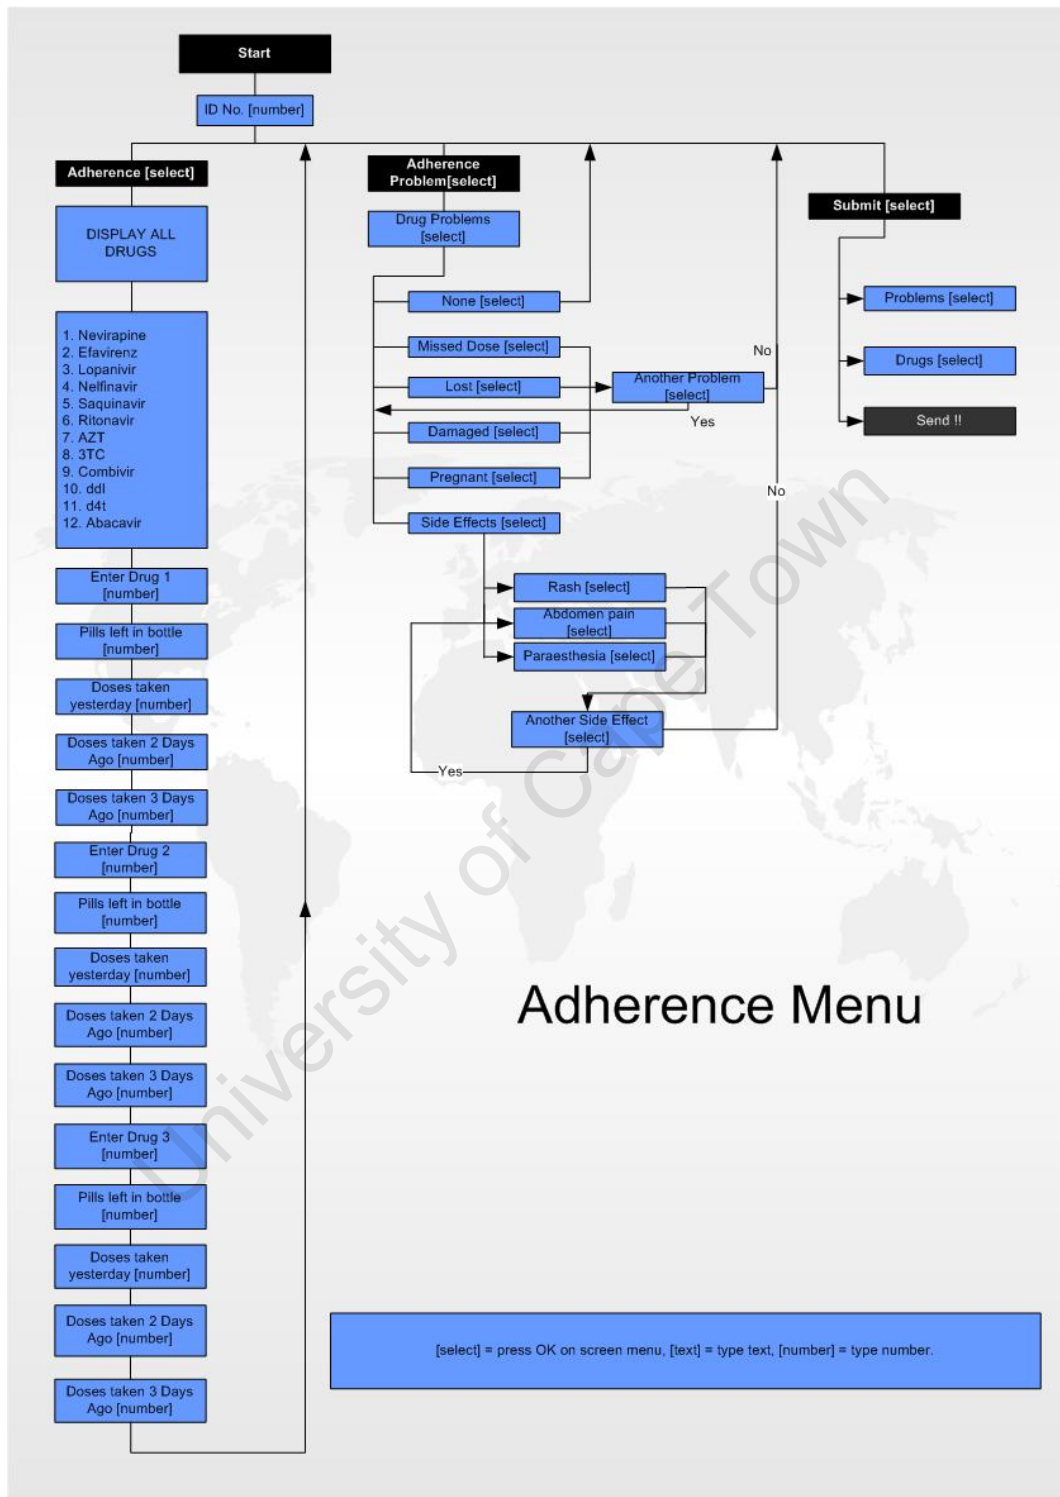 Start
ID No. [number]
Adherence [select]
DISPLAY ALL
DRUGS
1. Nevirapine
2. Efavirenz
3. Lopanivir
4. Nelfinavir
5. Saquinavir
6. Ritonavir
7. AZT
8. 3TC
9. Combivir
10. ddI
11. d4t
12. Abacavir
Enter Drug 1
[number]
Pills left in bottle
[number]
Doses taken
yesterday [number]
Doses taken 2 Days
Ago [number]
Doses taken 3 Days
Ago [number]
Enter Drug 2
[number]
Pills left in bottle
[number]
Doses taken
yesterday [number]
Doses taken 2 Days
Ago [number]
Doses taken 3 Days
Ago [number]
Enter Drug 3
[number]
Pills left in bottle
[number]
Doses taken
yesterday [number]
Doses taken 2 Days
Ago [number]
Doses taken 3 Days
Ago [number]
Adherence
Problem[select]
Drug Problems
[select]
None [select]
Missed Dose [select]
Lost [select]
Damaged [select]
Pregnant [select]
Side Effects [select]
Another Problem
[select]
No
Yes
No
Rash [select]
Abdomen pain
[select]
Paraesthesia [select]
Another Side Effect
[select]
Yes
Submit [select]
Problems [select]
Drugs [select]
Send !!
Adherence Menu
[select] = press OK on screen menu, [text] = type text, [number] = type number.
University of Cape Town